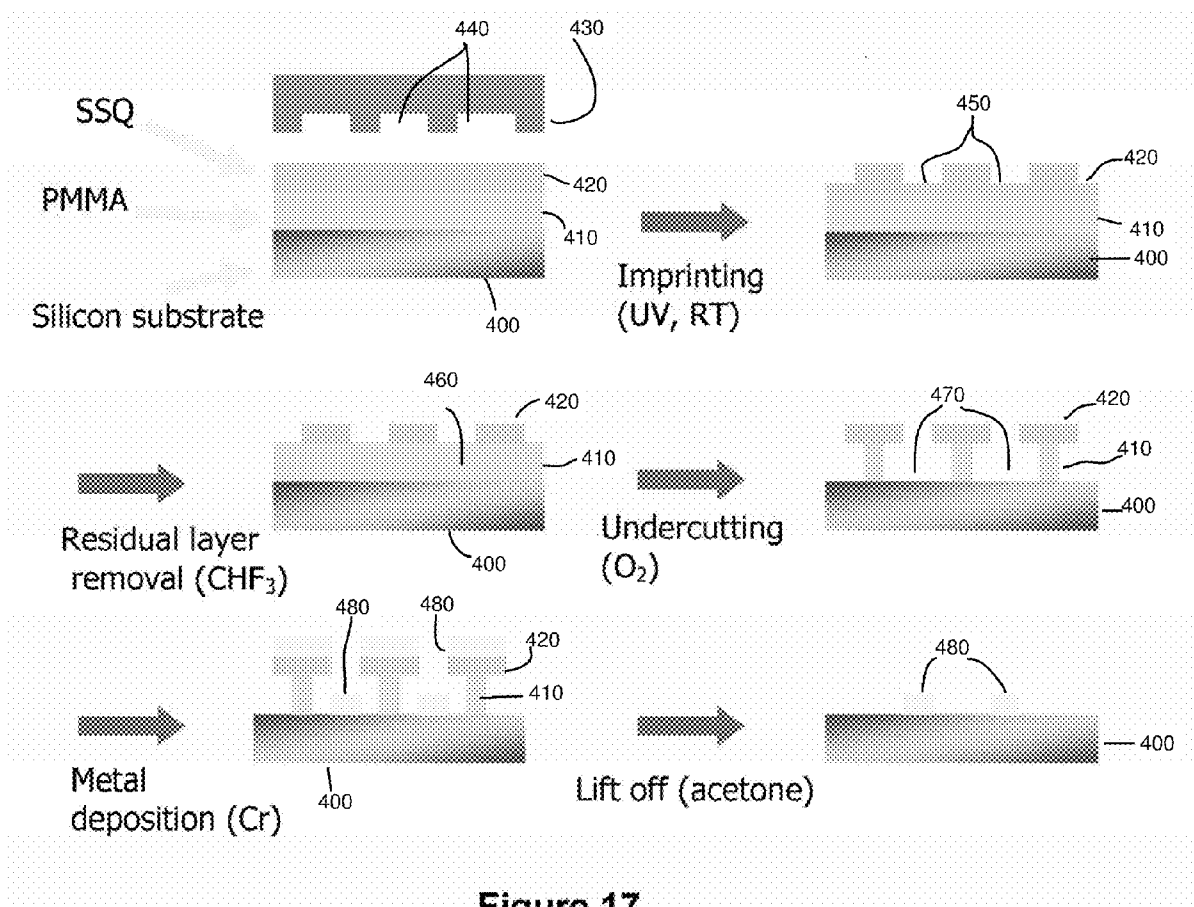 440
430
SSQ
450
420
420
PMMA
410
410
400
Imprinting
(UV, RT)
Silicon substrate
400
460
420
470
420
410
410
400
Residual layer
removal (CHF₃)
400
Undercutting
(O₂)
480
480
420
480
410
400
Metal
deposition (Cr)
400
Lift off (acetone)
Figure 17